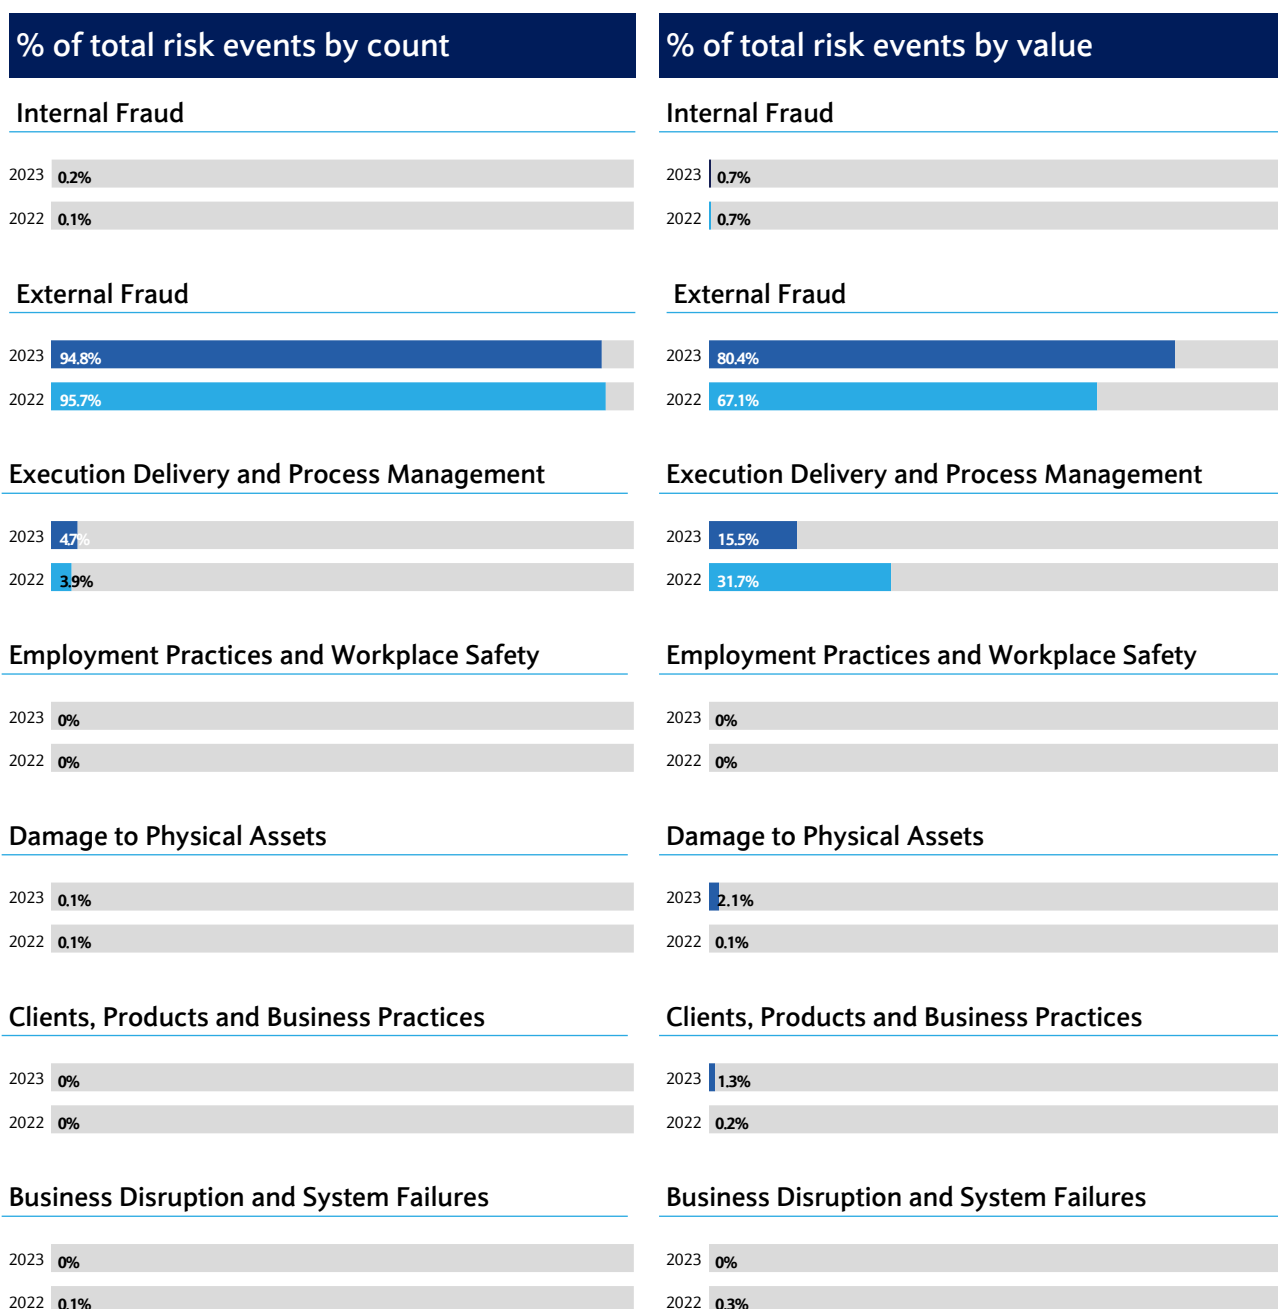 % of total risk events by count
Internal Fraud
2023 0.2%
2022 0.1%
External Fraud
2023 94.8%
2022 95.7%
Execution Delivery and Process Management
2023 4.7%
2022 3.9%
Employment Practices and Workplace Safety
2023 0%
2022 0%
Damage to Physical Assets
2023 0.1%
2022 0.1%
Clients, Products and Business Practices
2023 0%
2022 0%
Business Disruption and System Failures
2023 0%
2022 0.1%
% of total risk events by value
Internal Fraud
2023 0.7%
2022 0.7%
External Fraud
2023 80.4%
2022 67.1%
Execution Delivery and Process Management
2023 15.5%
2022 31.7%
Employment Practices and Workplace Safety
2023 0%
2022 0%
Damage to Physical Assets
2023 2.1%
2022 0.1%
Clients, Products and Business Practices
2023 1.3%
2022 0.2%
Business Disruption and System Failures
2023 0%
2022 0.3%